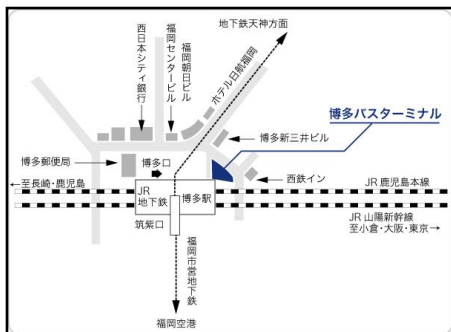 地下鉄天神方面
西日本シティ銀行
福岡センタービル
福岡朝日ビル
ホテル日航福岡
博多バスターミナル
博多新三井ビル
博多郵便局
博多口
西鉄イン
←至長崎・鹿児島
JR
地下鉄
博多駅
JR 鹿児島本線
筑紫口
JR 山陽新幹線
至小倉・大阪・東京→
福岡市営地下鉄
福岡空港